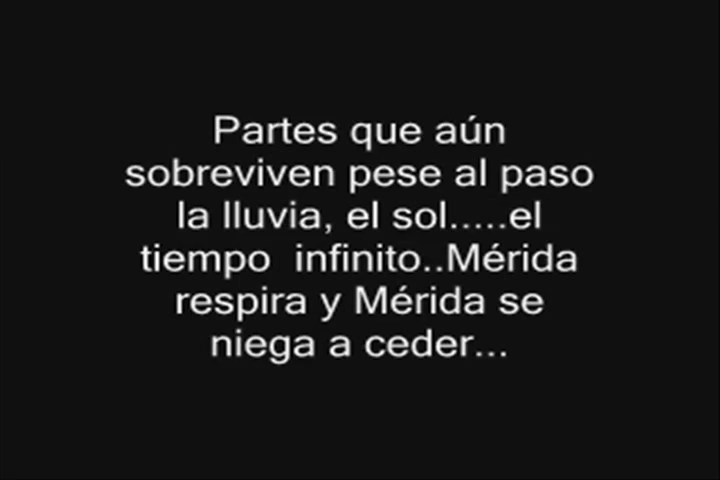 Partes que aún
sobreviven pese al paso
la lluvia, el sol.....el
tiempo  infinito..Mérida
respira y Mérida se
niega a ceder...